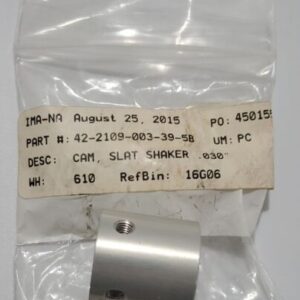 IMA-NA August 25, 2015 PO: 450155
PART #: 42-2109-003-39-5B UM: PC
DESC: CAM, SLAT SHAKER .030"
WH: 610 RefBin: 16G06